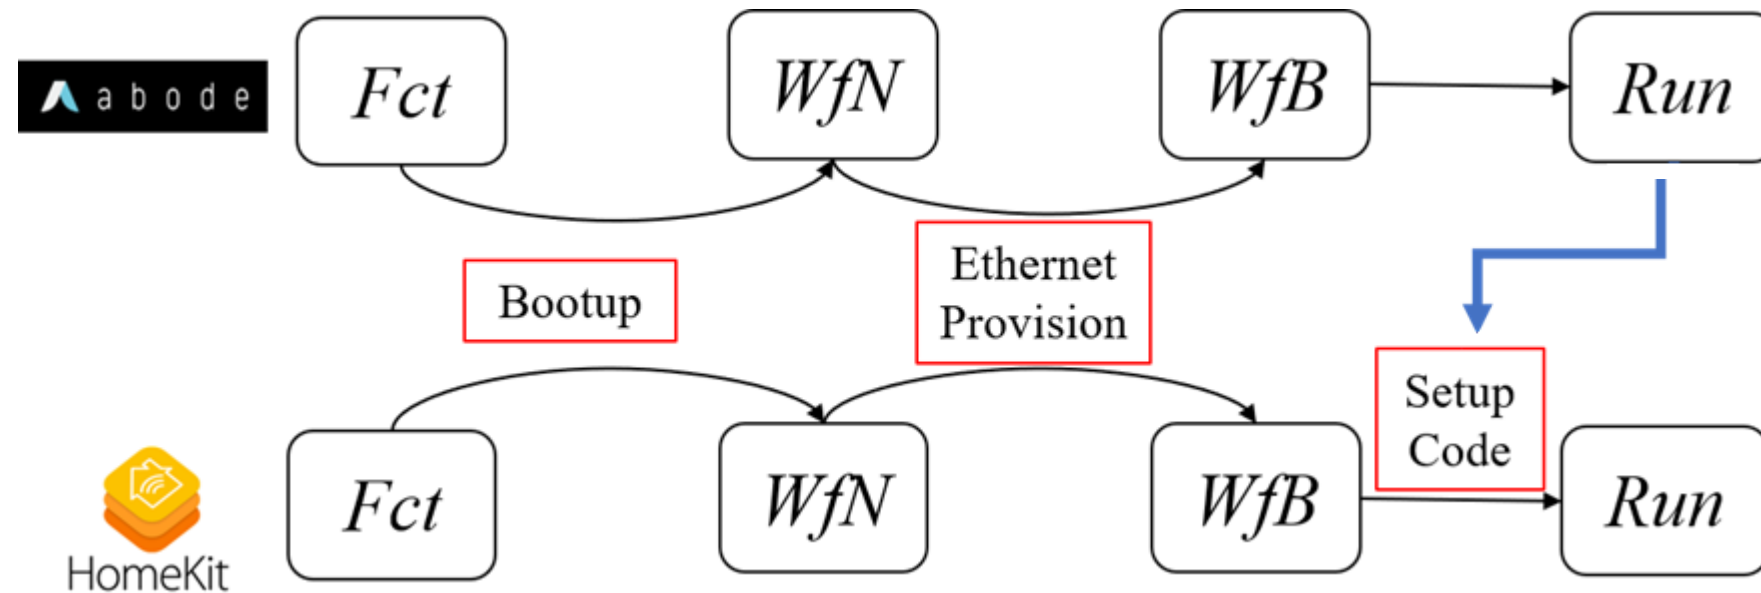 abode
Fct
WfN
WfB
Run
Bootup
Ethernet
Provision
Setup
Code
Fct
WfN
WfB
Run
HomeKit